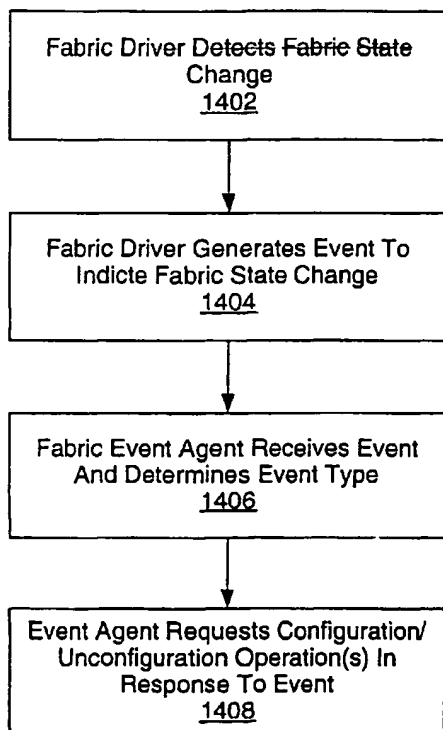 Fabric Driver Detects Fabric State
Change
1402
Fabric Driver Generates Event To
Indicte Fabric State Change
1404
Fabric Event Agent Receives Event
And Determines Event Type
1406
Event Agent Requests Configuration/
Unconfiguration Operation(s) In
Response To Event
1408